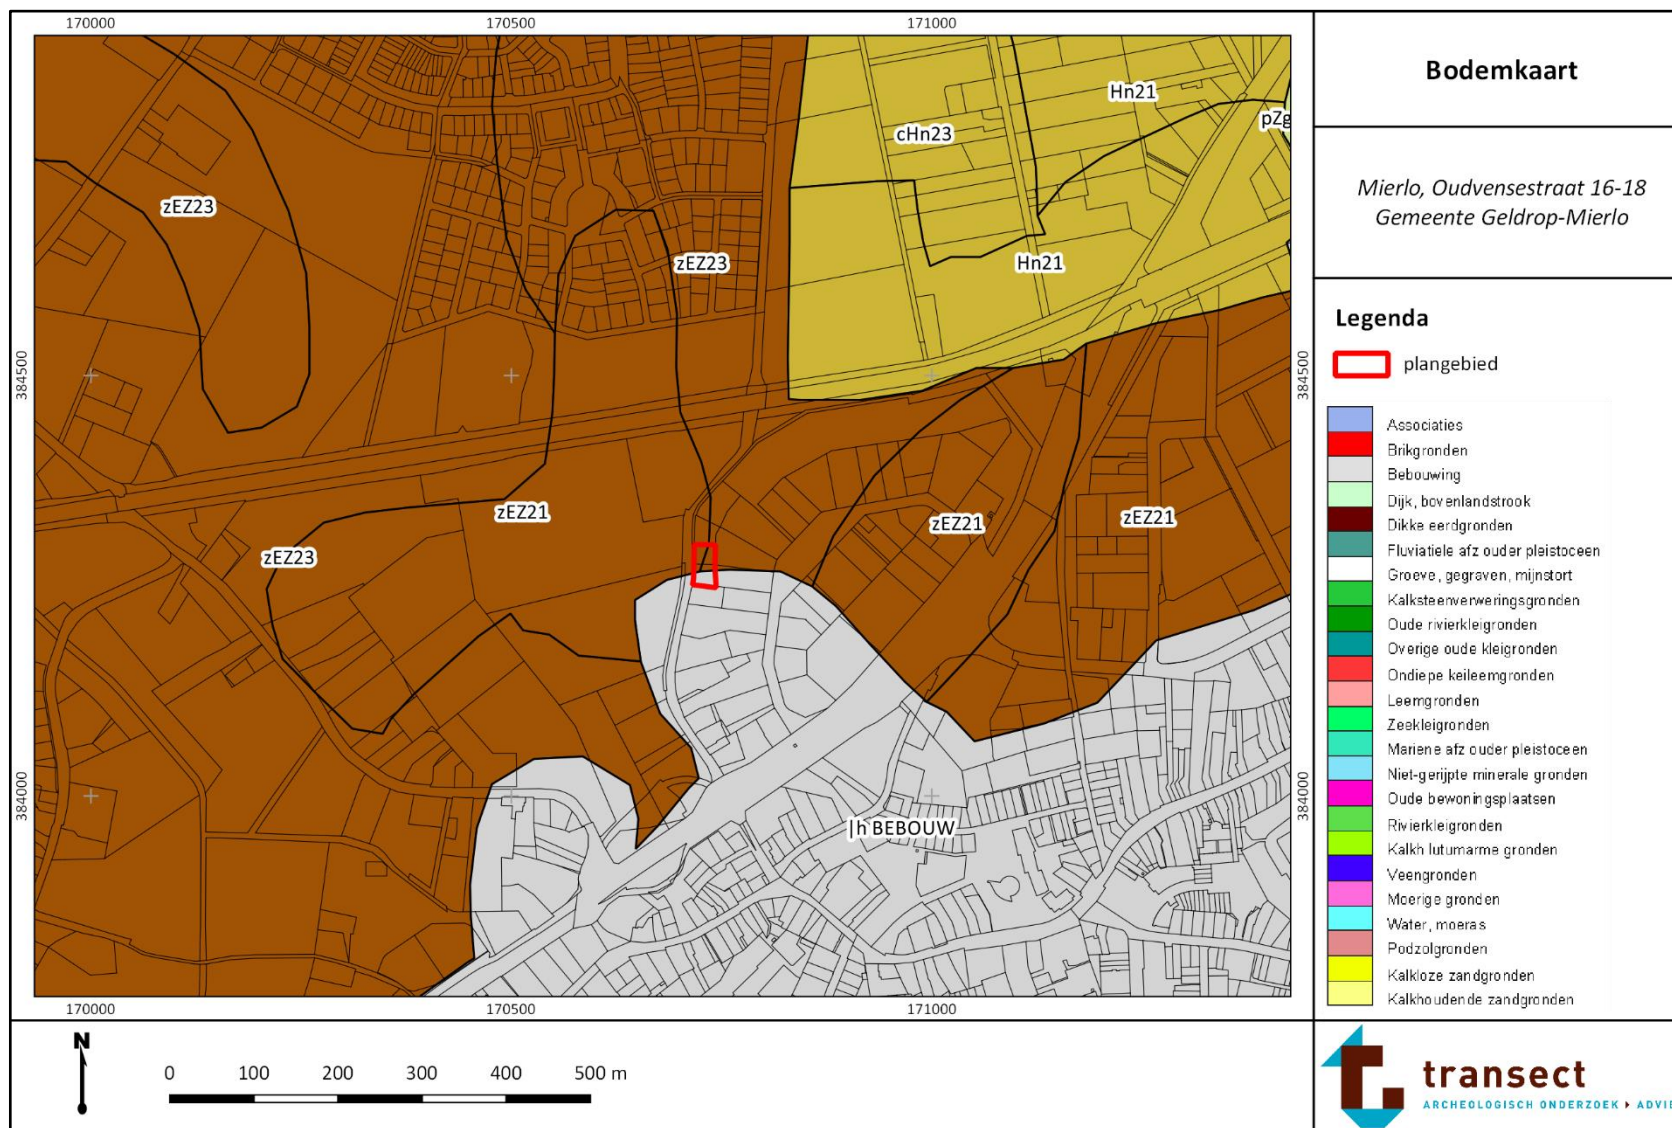 170000
170500
171000
Bodemkaart
Mierlo, Oudvensestraat 16-18
Gemeente Geldrop-Mierlo
Hn21
cHn23
pZg
zEZ23
zEZ23
Hn21
384500
384500
zEZ21
zEZ21
zEZ21
zEZ23
384000
384000
|h BEBOUW
170000
170500
171000
Legenda
plangebied
Associaties
Brikgronden
Bebouwing
Dijk, bovenlandstrook
Dikke eerdgronden
Fluviatiele afz ouder pleistoceen
Groeve, gegraven, mijnstort
Kalksteenverweringsgronden
Oude rivierkleigronden
Overige oude kleigronden
Ondiepe keileemgronden
Leemgronden
Zeekleigronden
Mariene afz ouder pleistoceen
Niet-gerijpte minerale gronden
Oude bewoningsplaatsen
Rivierkleigronden
Kalkh lutumarme gronden
Veengronden
Moerige gronden
Water, moeras
Podzolgronden
Kalkloze zandgronden
Kalkhoudende zandgronden
N
0 100 200 300 400 500 m
transect
ARCHEOLOGISCH ONDERZOEK ▸ ADVIE